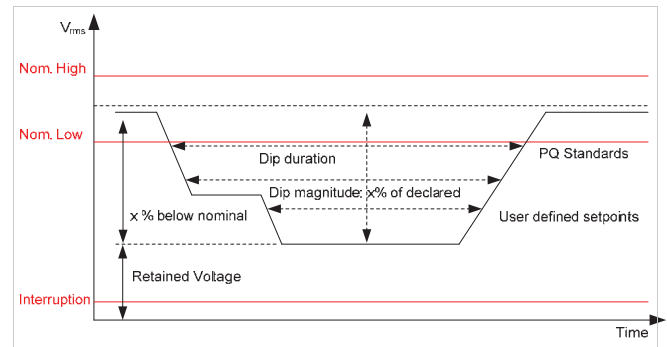 Vrms
Nom. High
Nom. Low
Dip duration
PQ Standards
Dip magnitude: x% of declared
x % below nominal
User defined setpoints
Retained Voltage
Interruption
Time